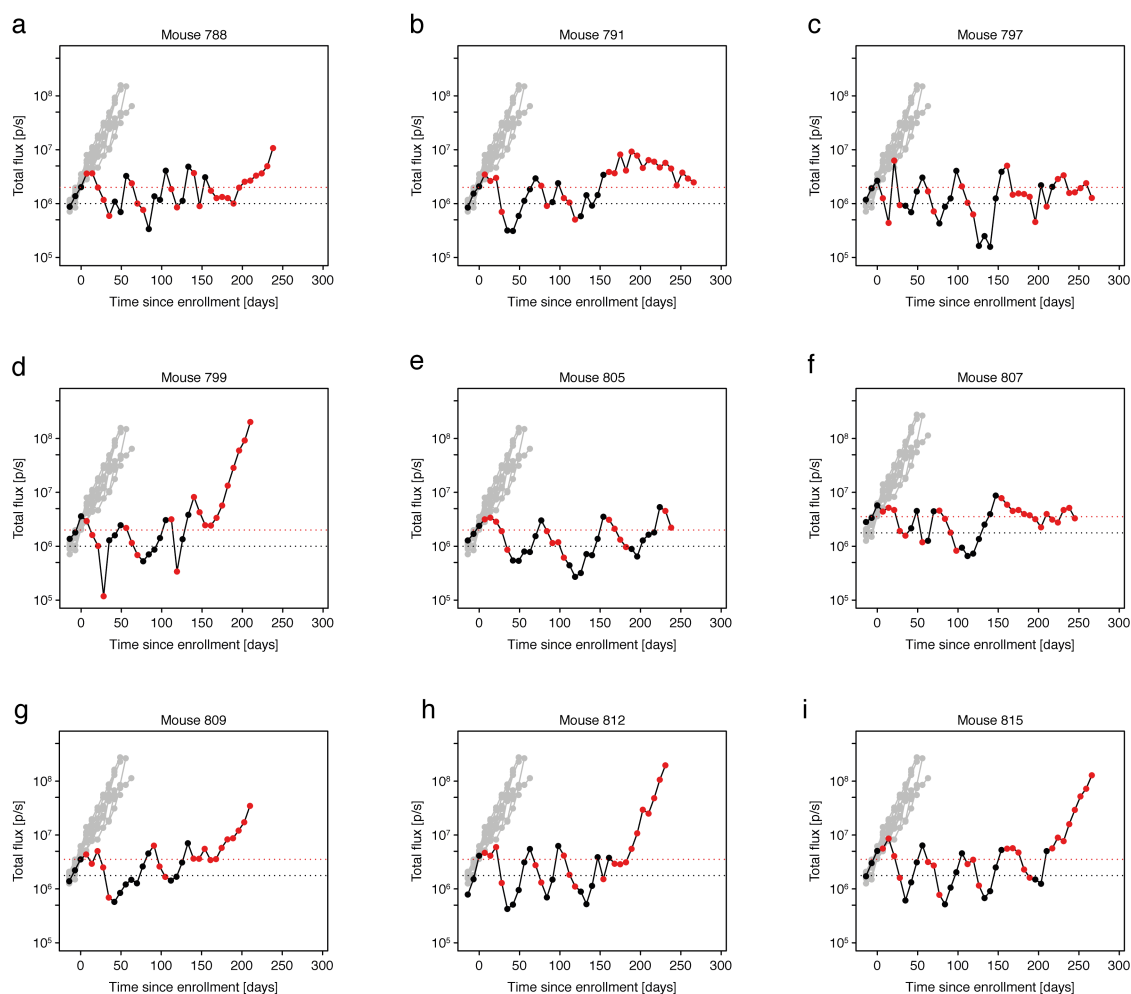 a
Mouse 788
Total flux [p/s]
10⁸
10⁷
10⁶
10⁵
0 50 100 150 200 250 300
Time since enrollment [days]
b
Mouse 791
Total flux [p/s]
10⁸
10⁷
10⁶
10⁵
0 50 100 150 200 250 300
Time since enrollment [days]
c
Mouse 797
Total flux [p/s]
10⁸
10⁷
10⁶
10⁵
0 50 100 150 200 250 300
Time since enrollment [days]
d
Mouse 799
Total flux [p/s]
10⁸
10⁷
10⁶
10⁵
0 50 100 150 200 250 300
Time since enrollment [days]
e
Mouse 805
Total flux [p/s]
10⁸
10⁷
10⁶
10⁵
0 50 100 150 200 250 300
Time since enrollment [days]
f
Mouse 807
Total flux [p/s]
10⁸
10⁷
10⁶
10⁵
0 50 100 150 200 250 300
Time since enrollment [days]
g
Mouse 809
Total flux [p/s]
10⁸
10⁷
10⁶
10⁵
0 50 100 150 200 250 300
Time since enrollment [days]
h
Mouse 812
Total flux [p/s]
10⁸
10⁷
10⁶
10⁵
0 50 100 150 200 250 300
Time since enrollment [days]
i
Mouse 815
Total flux [p/s]
10⁸
10⁷
10⁶
10⁵
0 50 100 150 200 250 300
Time since enrollment [days]